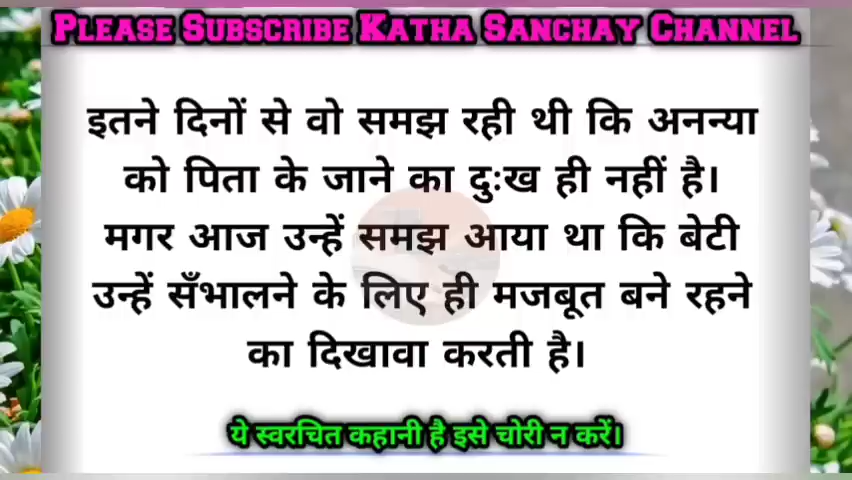 PLEASE SUBSCRIBE KATHA SANCHAY CHANNEL
इतने दिनों से वो समझ रही थी कि अनन्या
को पिता के जाने का दुःख ही नहीं है।
मगर आज उन्हें समझ आया था कि बेटी
उन्हें सँभालने के लिए ही मजबूत बने रहने
का दिखावा करती है।
ये स्वरचित कहानी है इसे चोरी न करें।